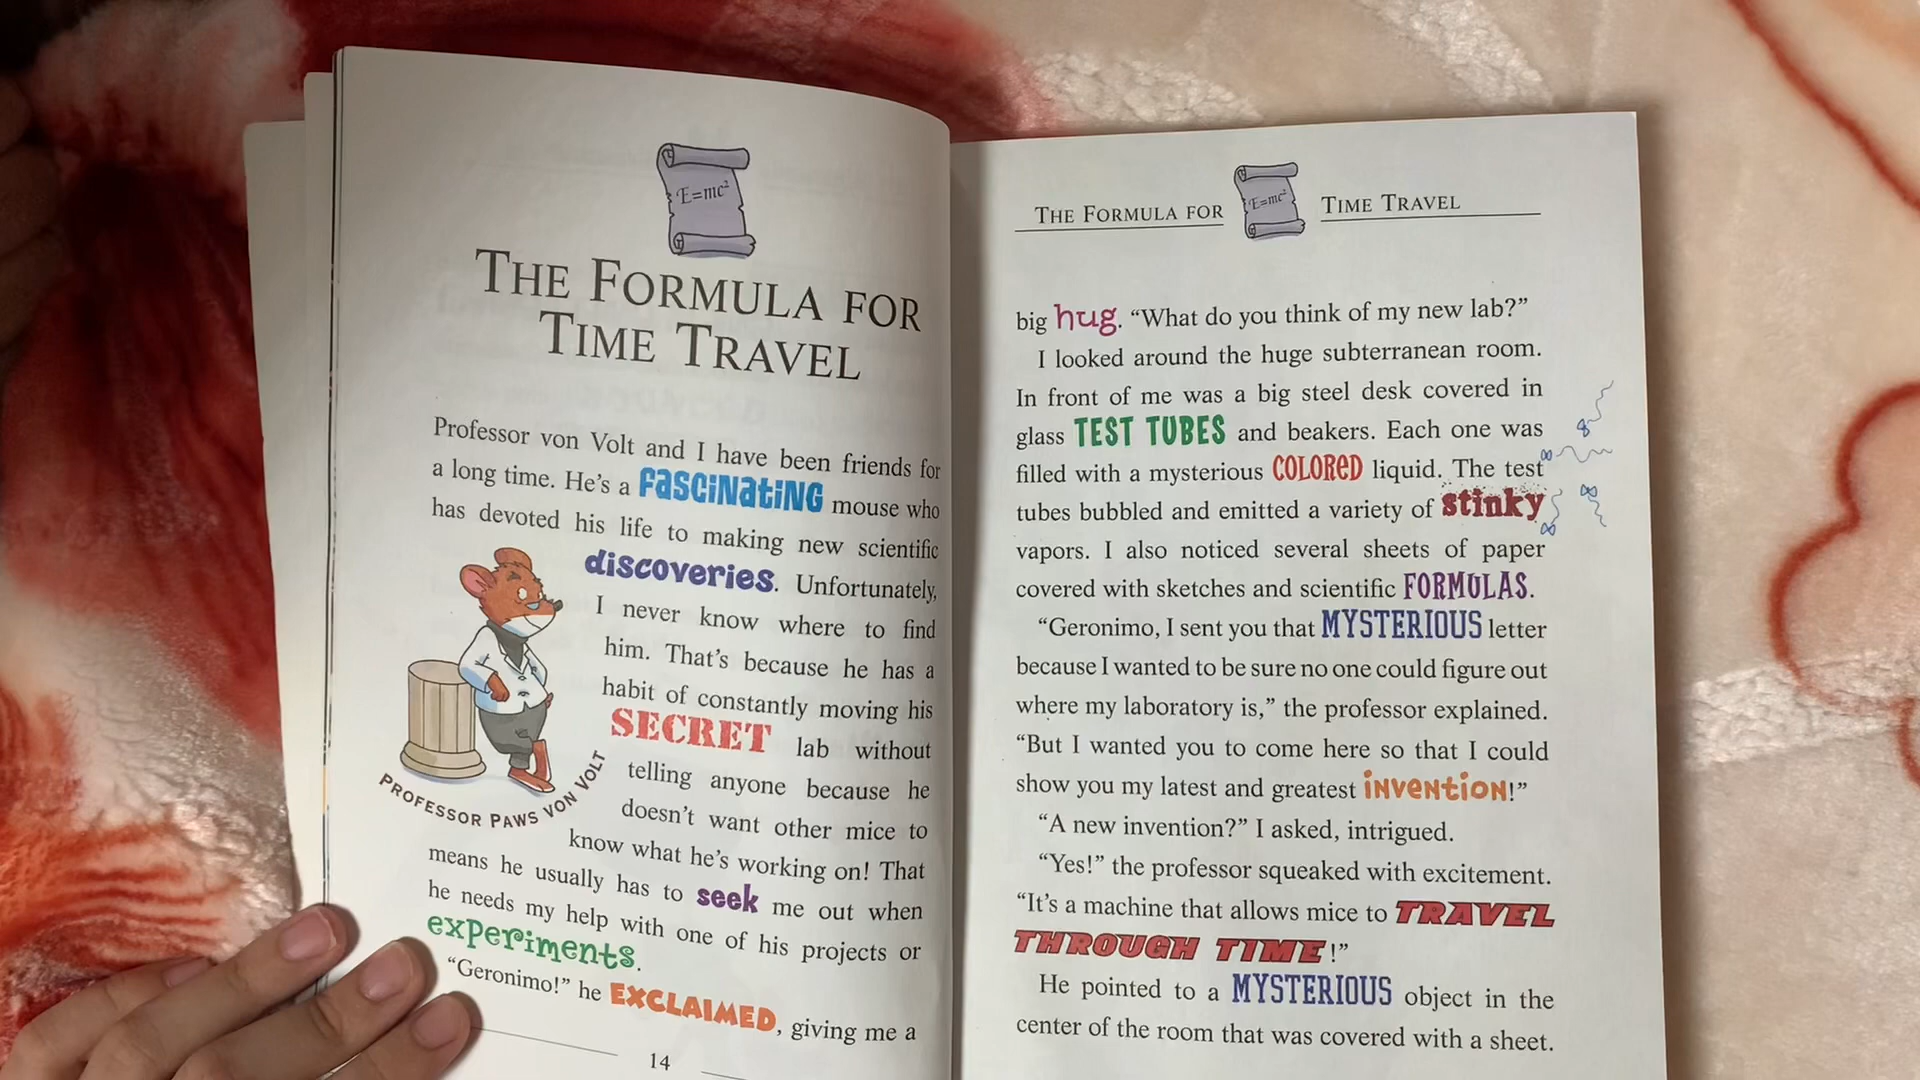 E=mc²
THE FORMULA FOR
TIME TRAVEL
Professor von Volt and I have been friends for
a long time. He's a fascinating mouse who
has devoted his life to making new scientific
discoveries. Unfortunately,
I never know where to find
him. That's because he has a
habit of constantly moving his
SECRET lab without
telling anyone because he
doesn't want other mice to
know what he's working on! That
means he usually has to seek me out when
he needs my help with one of his projects or
experiments.
"Geronimo!" he EXCLAIMED, giving me a
PROFESSOR PAWS VON VOLT
14
THE FORMULA FOR E=mc² TIME TRAVEL
big hug. "What do you think of my new lab?"
I looked around the huge subterranean room.
In front of me was a big steel desk covered in
glass TEST TUBES and beakers. Each one was
filled with a mysterious COLORED liquid. The test
tubes bubbled and emitted a variety of stinky
vapors. I also noticed several sheets of paper
covered with sketches and scientific FORMULAS.
"Geronimo, I sent you that MYSTERIOUS letter
because I wanted to be sure no one could figure out
where my laboratory is," the professor explained.
"But I wanted you to come here so that I could
show you my latest and greatest invention!"
"A new invention?" I asked, intrigued.
"Yes!" the professor squeaked with excitement.
"It's a machine that allows mice to TRAVEL
THROUGH TIME!"
He pointed to a MYSTERIOUS object in the
center of the room that was covered with a sheet.